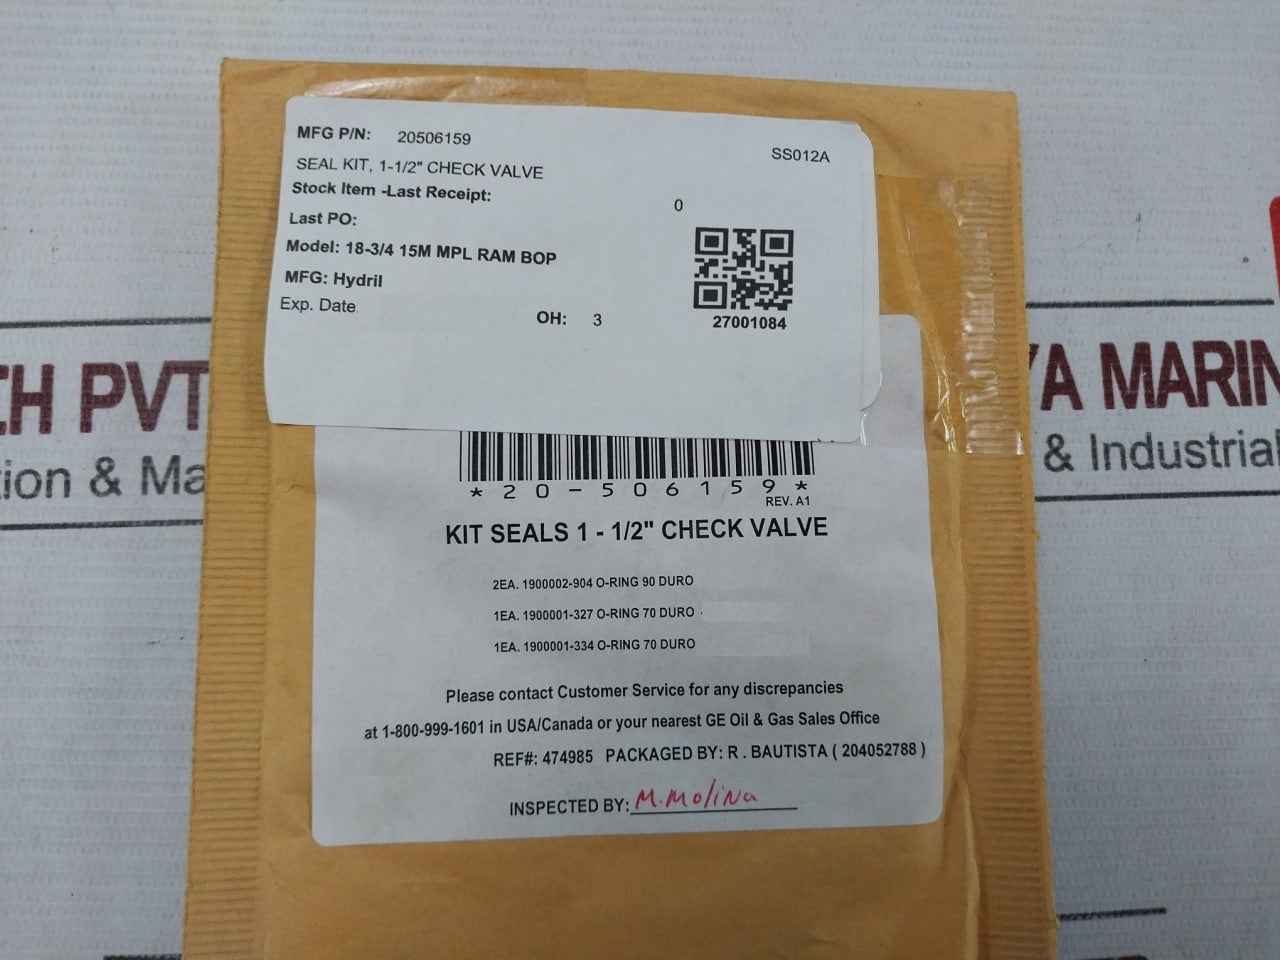 MFG P/N: 20506159
SS012A
SEAL KIT, 1-1/2" CHECK VALVE
Stock Item -Last Receipt:
0
Last PO:
Model: 18-3/4 15M MPL RAM BOP
MFG: Hydril
Exp. Date
OH: 3
27001084
*20-506159*
REV. A1
KIT SEALS 1 - 1/2" CHECK VALVE
2EA. 1900002-904 O-RING 90 DURO
1EA. 1900001-327 O-RING 70 DURO
1EA. 1900001-334 O-RING 70 DURO
Please contact Customer Service for any discrepancies
at 1-800-999-1601 in USA/Canada or your nearest GE Oil & Gas Sales Office
REF#: 474985 PACKAGED BY: R . BAUTISTA ( 204052788 )
INSPECTED BY: M. Molina
CH PVT
YA MARIN
ion & Ma
& Industrial